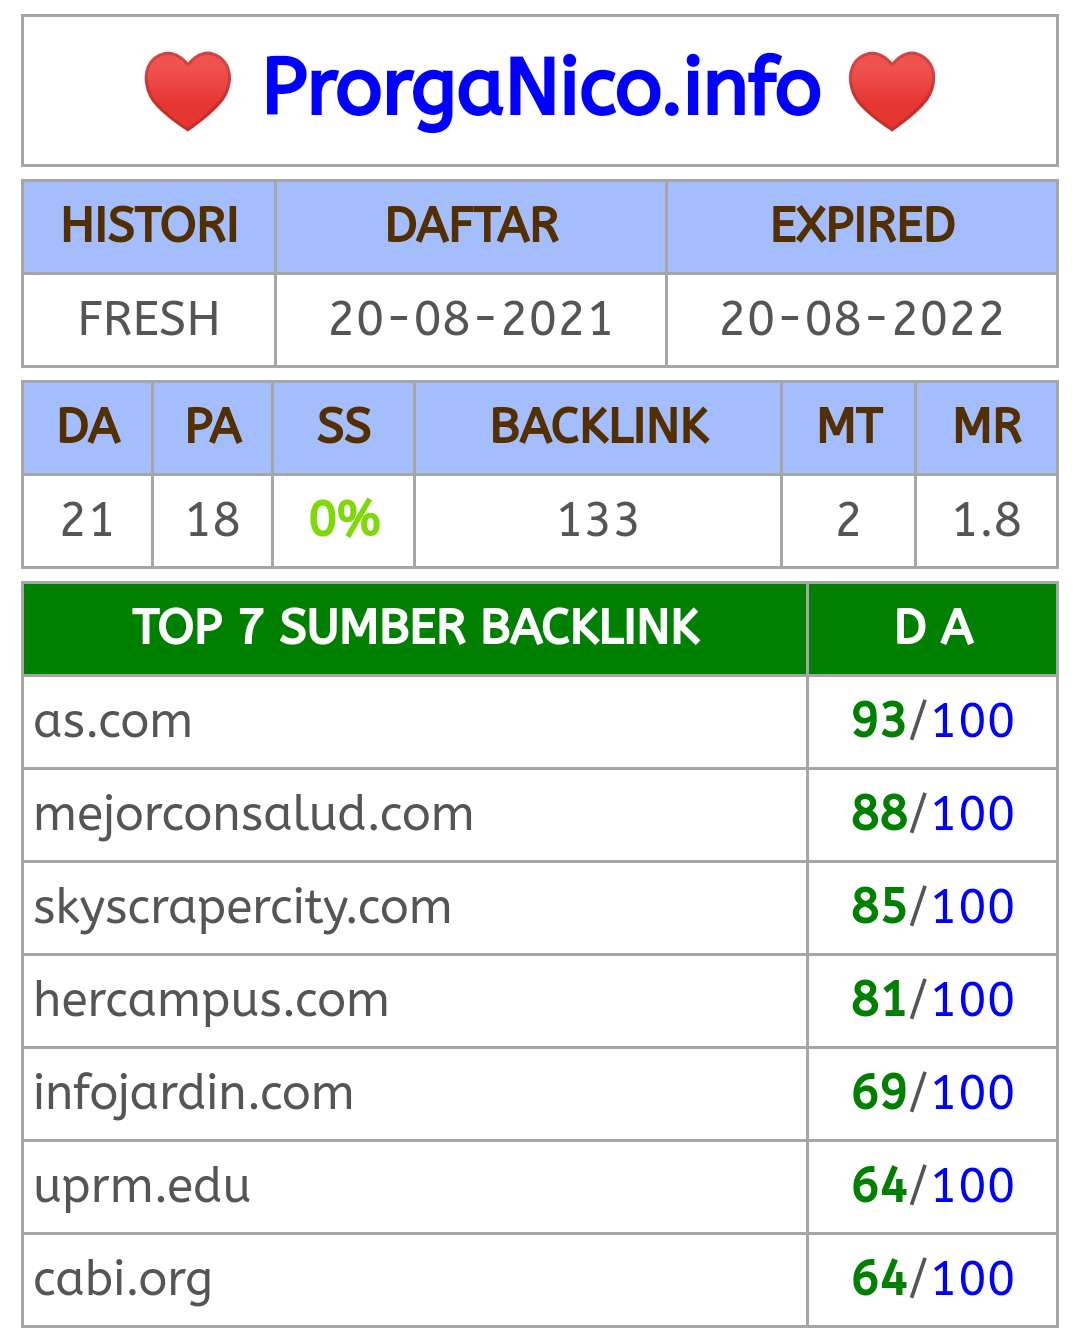 ❤️ ProrgaNico.info ❤️
HISTORI DAFTAR EXPIRED
FRESH 20-08-2021 20-08-2022
DA PA SS BACKLINK MT MR
21 18 0% 133 2 1.8
TOP 7 SUMBER BACKLINK D A
as.com 93/100
mejorconsalud.com 88/100
skyscrapercity.com 85/100
hercampus.com 81/100
infojardin.com 69/100
uprm.edu 64/100
cabi.org 64/100